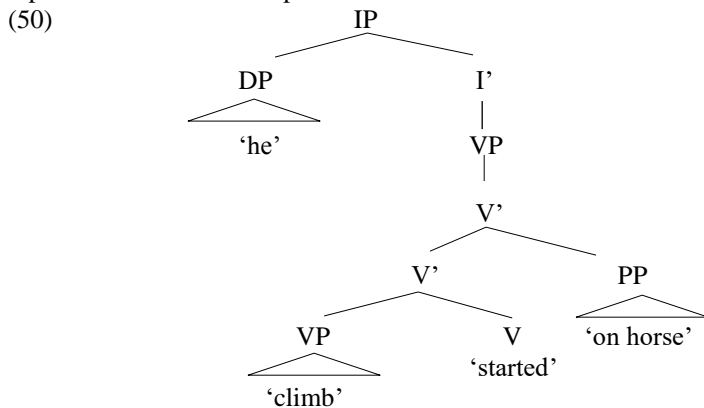 (50) IP
DP I’
‘he’
VP
V’
V’ PP
VP V ‘on horse’
‘started’
‘climb’